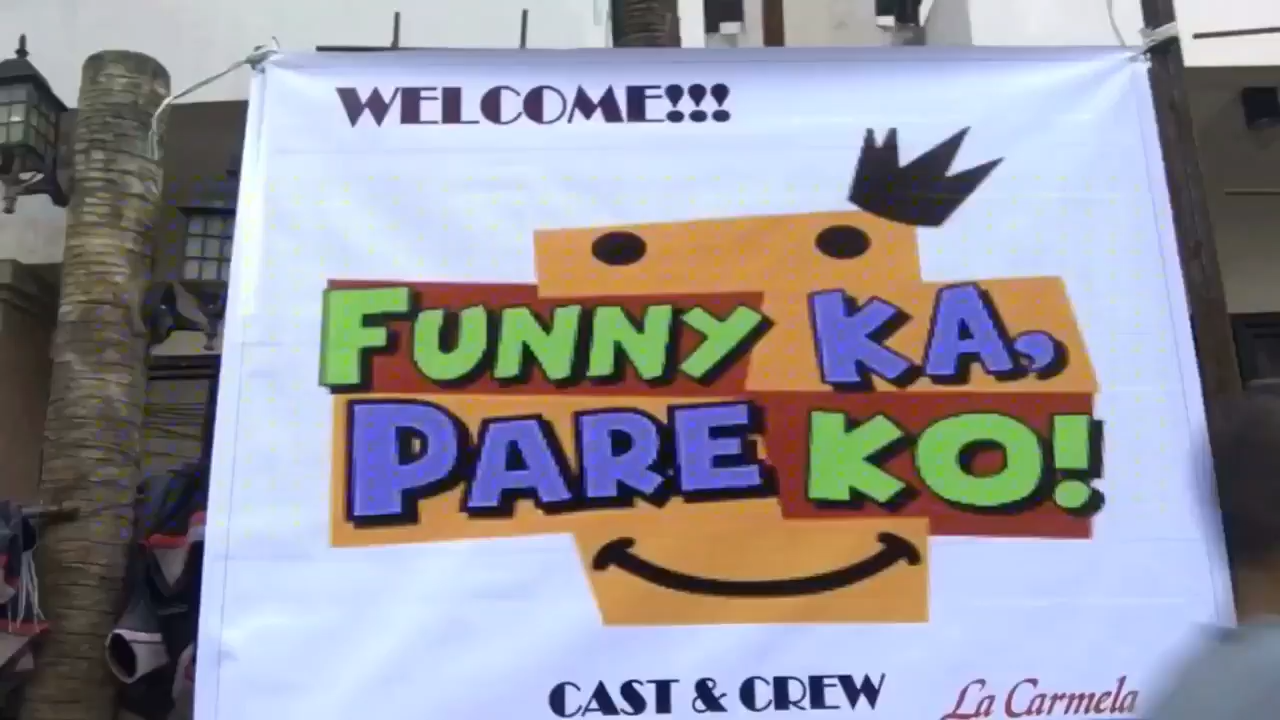 WELCOME!!!
FUNNY KA,
PARE KO!
CAST & CREW
La Carmela